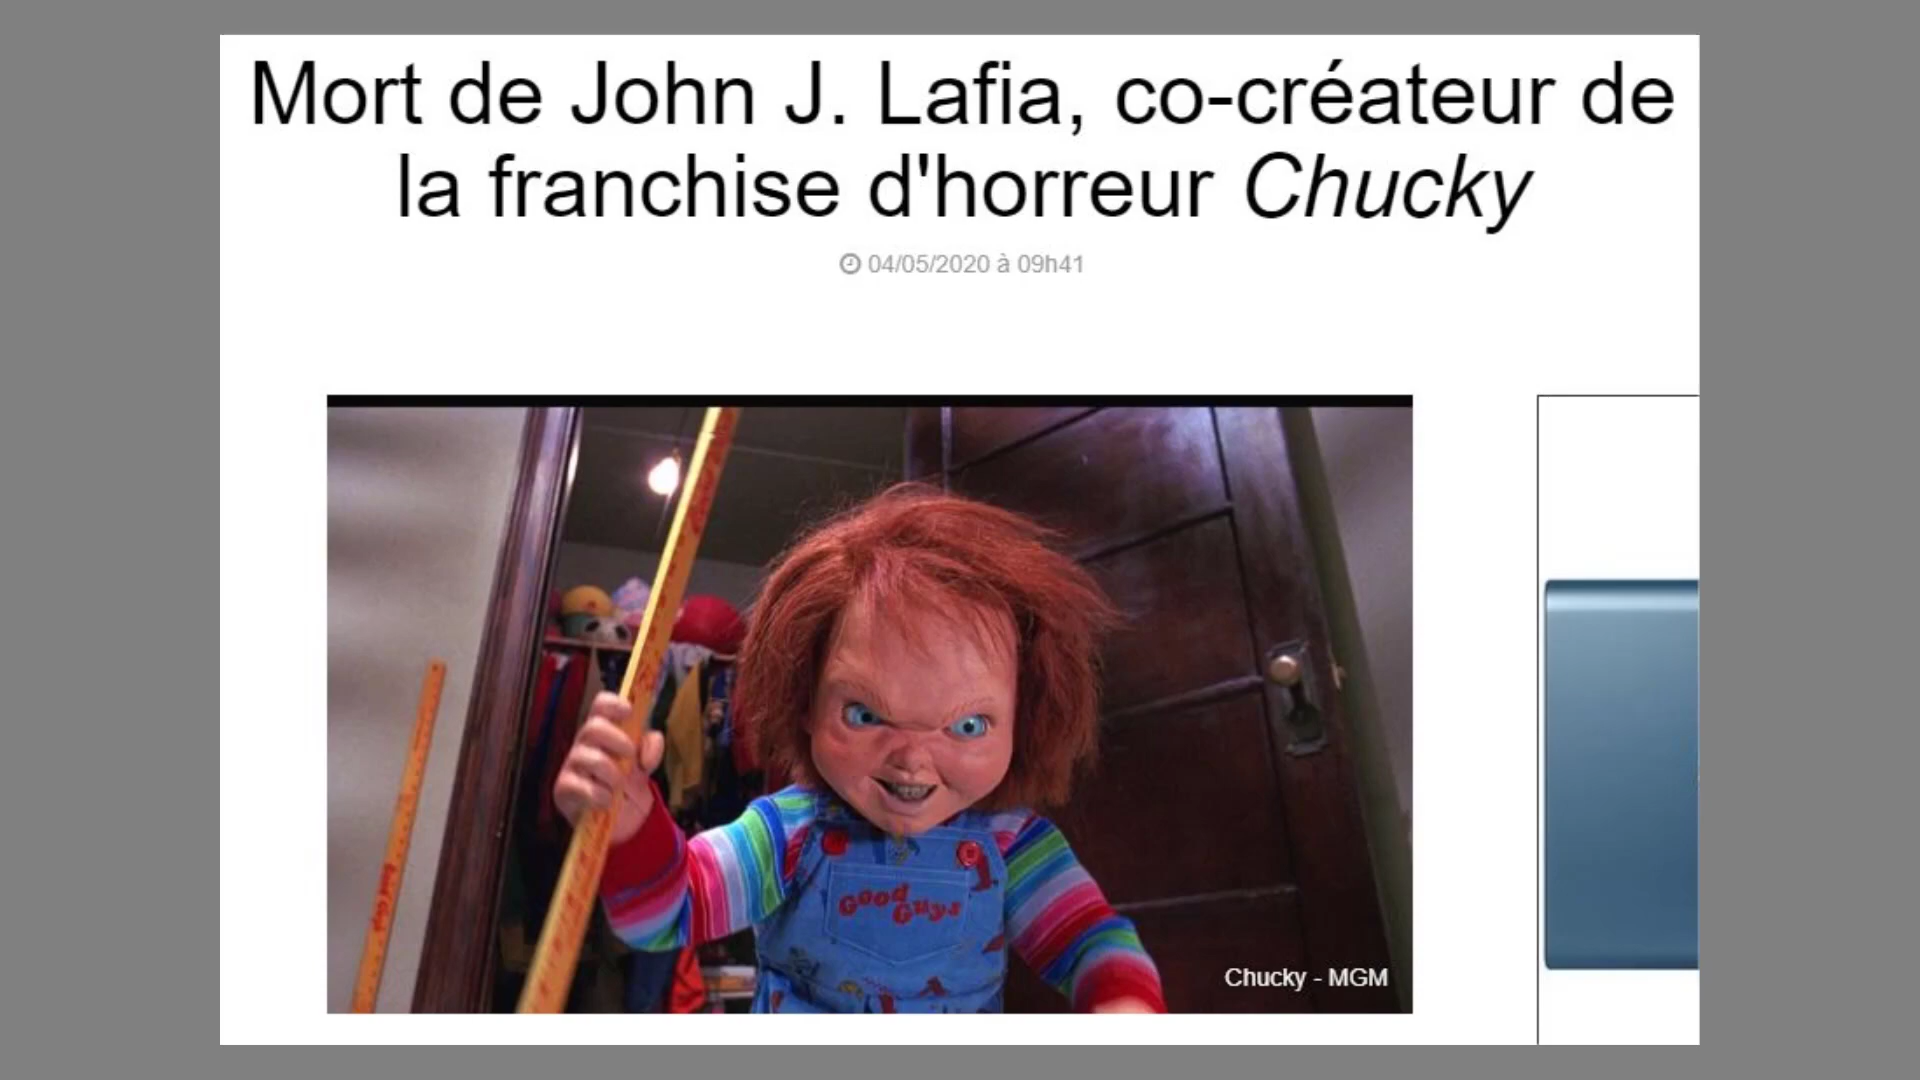 Mort de John J. Lafia, co-créateur de
la franchise d'horreur Chucky
04/05/2020 à 09h41
Good
Guys
Chucky - MGM